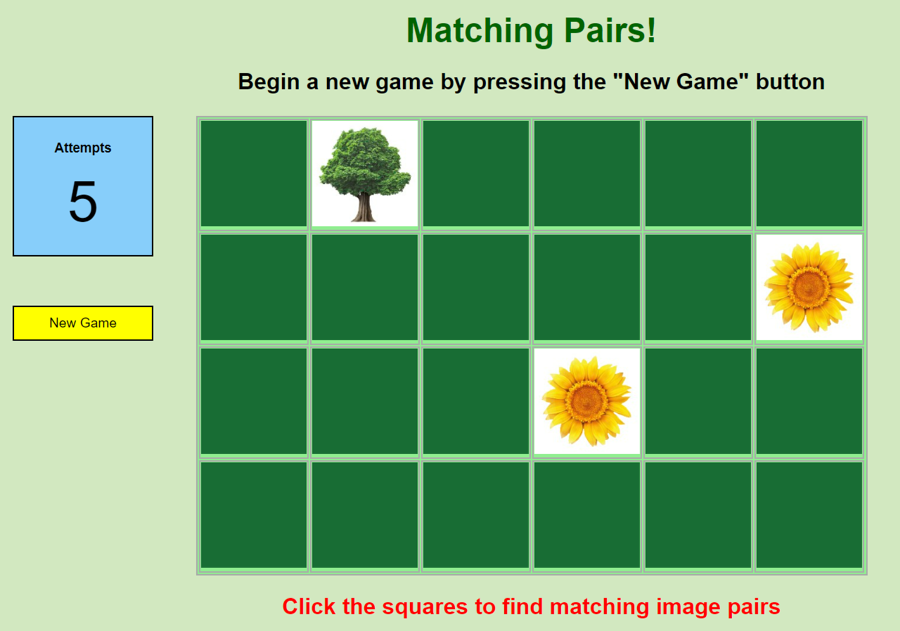 Matching Pairs!
Begin a new game by pressing the "New Game" button
Attempts
5
New Game
Click the squares to find matching image pairs